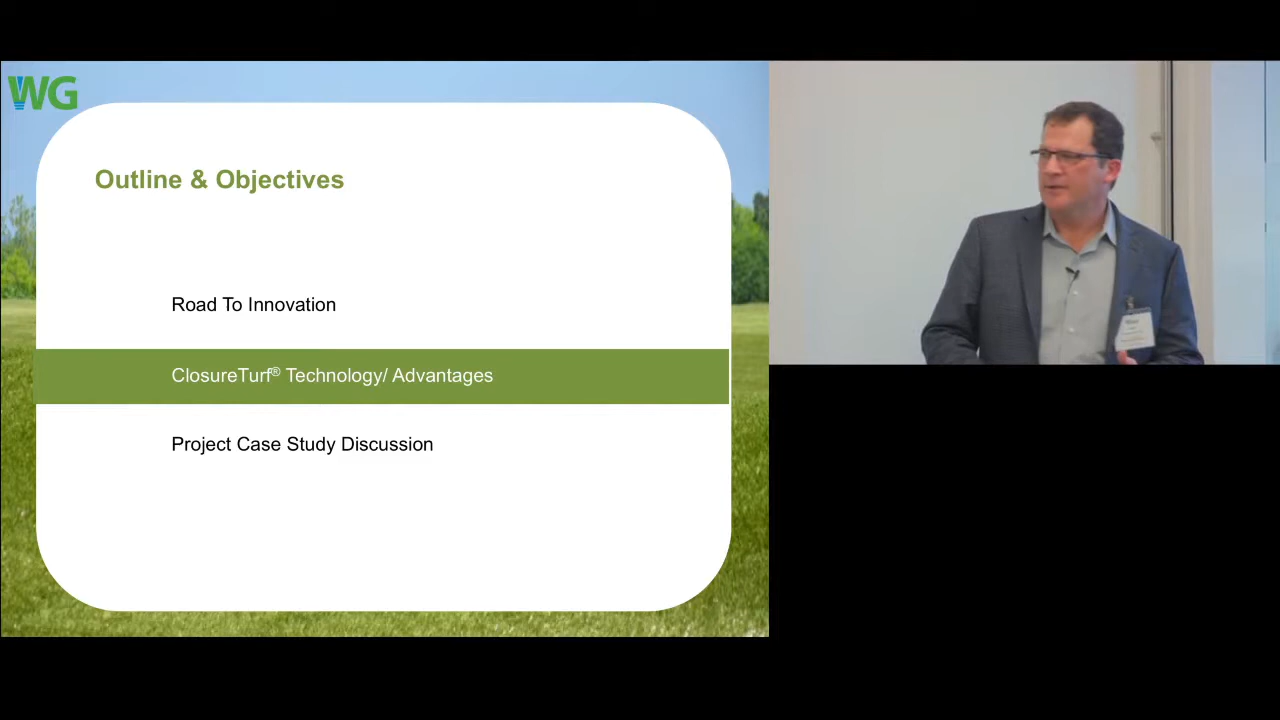 WG
Outline & Objectives
Road To Innovation
ClosureTurf® Technology/ Advantages
Project Case Study Discussion